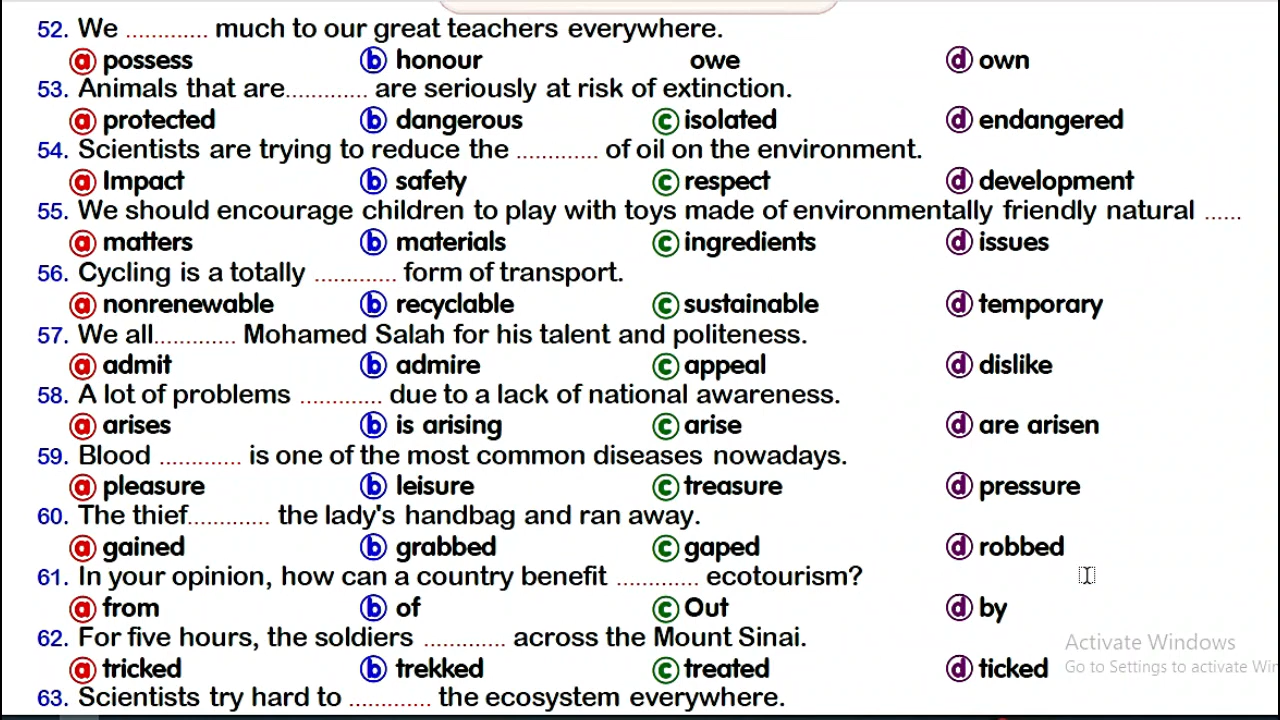 52. We ............. much to our great teachers everywhere.
a possess b honour owe d own
53. Animals that are............. are seriously at risk of extinction.
a protected b dangerous c isolated d endangered
54. Scientists are trying to reduce the ............. of oil on the environment.
a Impact b safety c respect d development
55. We should encourage children to play with toys made of environmentally friendly natural ......
a matters b materials c ingredients d issues
56. Cycling is a totally ............. form of transport.
a nonrenewable b recyclable c sustainable d temporary
57. We all............. Mohamed Salah for his talent and politeness.
a admit b admire c appeal d dislike
58. A lot of problems ............. due to a lack of national awareness.
a arises b is arising c arise d are arisen
59. Blood ............. is one of the most common diseases nowadays.
a pleasure b leisure c treasure d pressure
60. The thief............. the lady's handbag and ran away.
a gained b grabbed c gaped d robbed
61. In your opinion, how can a country benefit ............. ecotourism?
a from b of c Out d by
62. For five hours, the soldiers ............. across the Mount Sinai.
a tricked b trekked c treated d ticked
Activate Windows
Go to Settings to activate Win
63. Scientists try hard to ............. the ecosystem everywhere.